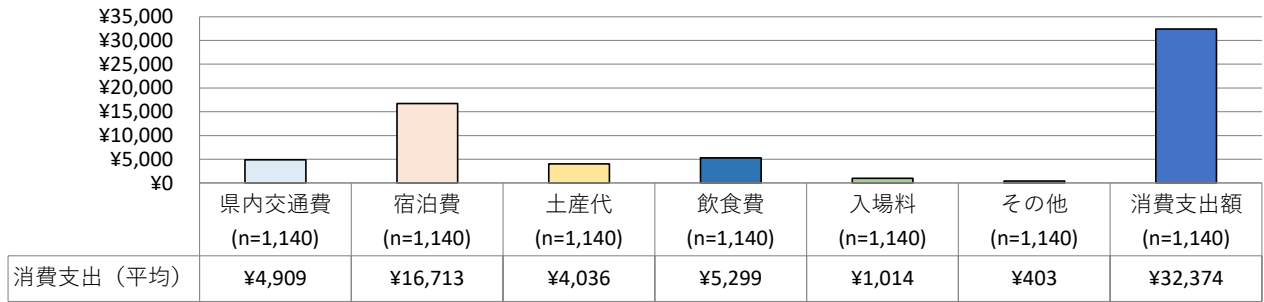 ¥35,000
¥30,000
¥25,000
¥20,000
¥15,000
¥10,000
¥5,000
¥0
県内交通費 宿泊費 土産代 飲食費 入場料 その他 消費支出額
(n=1,140) (n=1,140) (n=1,140) (n=1,140) (n=1,140) (n=1,140) (n=1,140)
消費支出（平均） ¥4,909 ¥16,713 ¥4,036 ¥5,299 ¥1,014 ¥403 ¥32,374